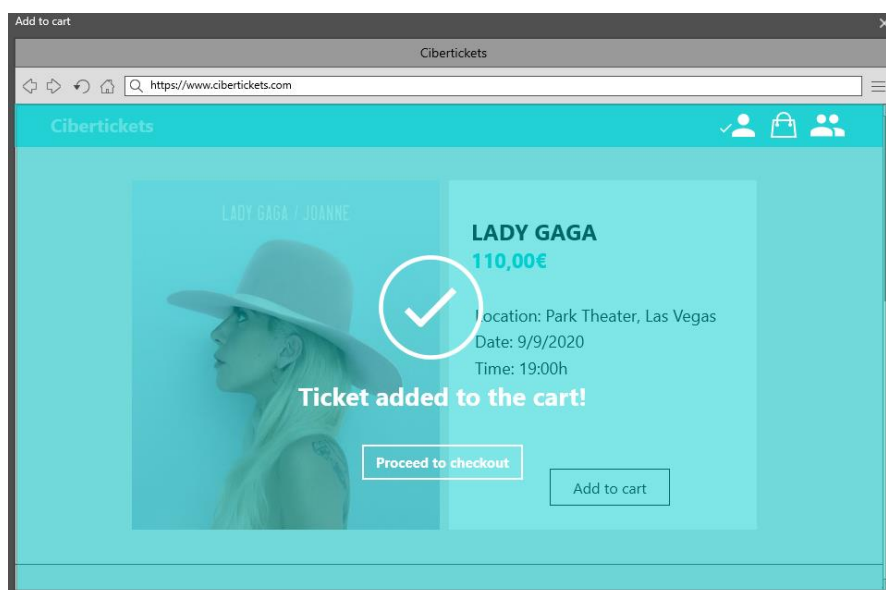 Add to cart
Cibertickets
https://www.cibertickets.com
Cibertickets
LADY GAGA / JOANNE
LADY GAGA
110,00€
Location: Park Theater, Las Vegas
Date: 9/9/2020
Time: 19:00h
Ticket added to the cart!
Proceed to checkout
Add to cart